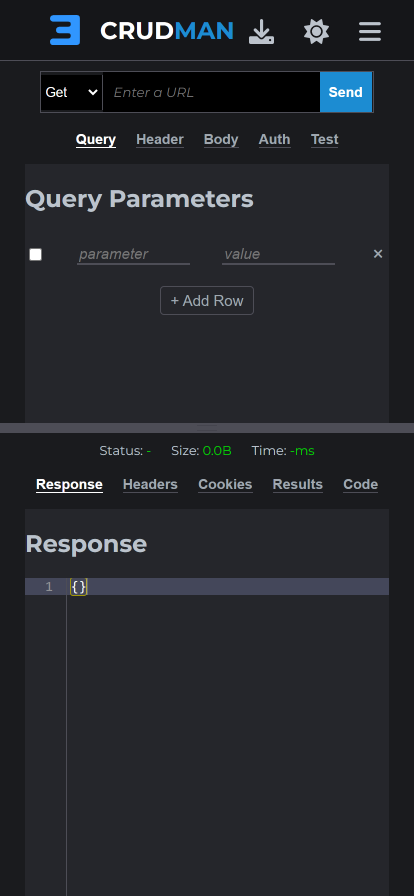 CRUDMAN
Get Enter a URL Send
Query Header Body Auth Test
Query Parameters
parameter value ×
+ Add Row
Status: - Size: 0.0B Time: -ms
Response Headers Cookies Results Code
Response
1 {}